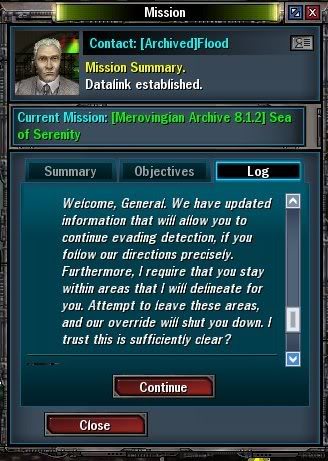 Mission
Contact: [Archived]Flood
Mission Summary.
Datalink established.
Current Mission: [Merovingian Archive 8.1.2] Sea
of Serenity
Summary
Objectives
Log
Welcome, General. We have updated
information that will allow you to
continue evading detection, if you
follow our directions precisely.
Furthermore, I require that you stay
within areas that I will delineate for
you. Attempt to leave these areas,
and our override will shut you down. I
trust this is sufficiently clear?
Continue
Close